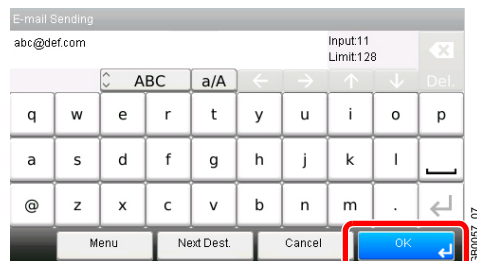 E-mail Sending
abc@def.com
Input:11
Limit:128
ABC a/A Del.
q w e r t y u i o p
a s d f g h j k l
@ z x c v b n m .
Menu Next Dest. Cancel OK